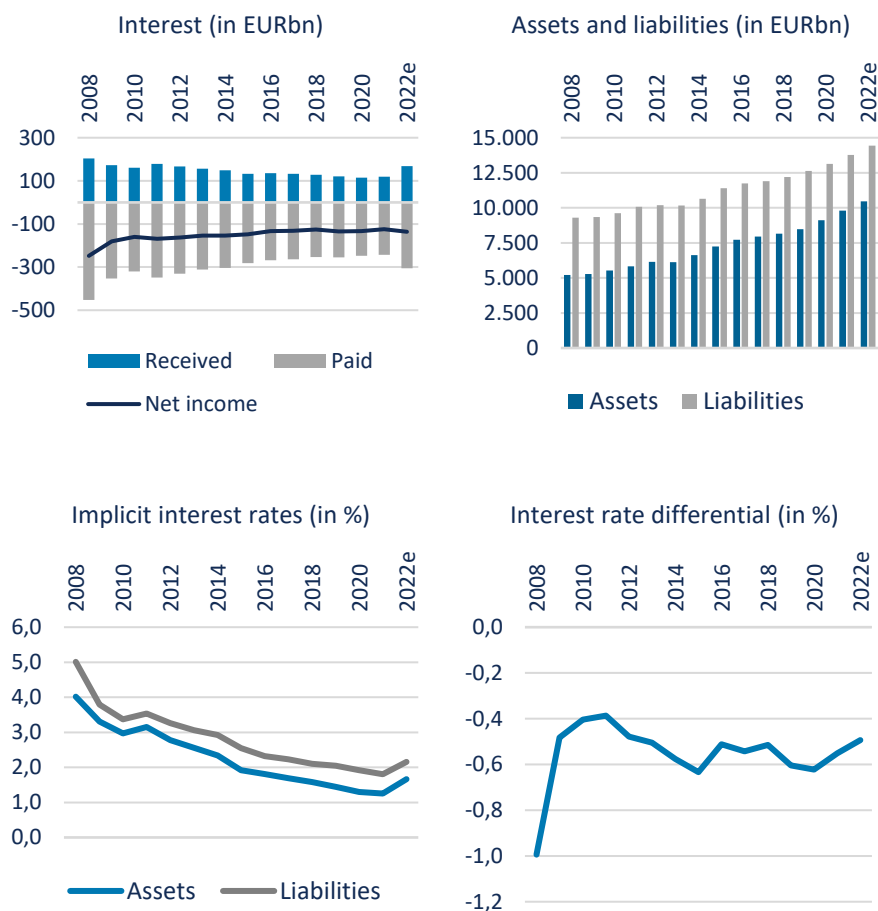 Interest (in EURbn)
2008 2010 2012 2014 2016 2018 2020 2022e
300
100
-100
-300
-500
Received Paid
Net income
Assets and liabilities (in EURbn)
2008 2010 2012 2014 2016 2018 2020 2022e
15.000
12.500
10.000
7.500
5.000
2.500
0
Assets Liabilities
Implicit interest rates (in %)
2008 2010 2012 2014 2016 2018 2020 2022e
6,0
5,0
4,0
3,0
2,0
1,0
0,0
Assets Liabilities
Interest rate differential (in %)
2008 2010 2012 2014 2016 2018 2020 2022e
0,0
-0,2
-0,4
-0,6
-0,8
-1,0
-1,2